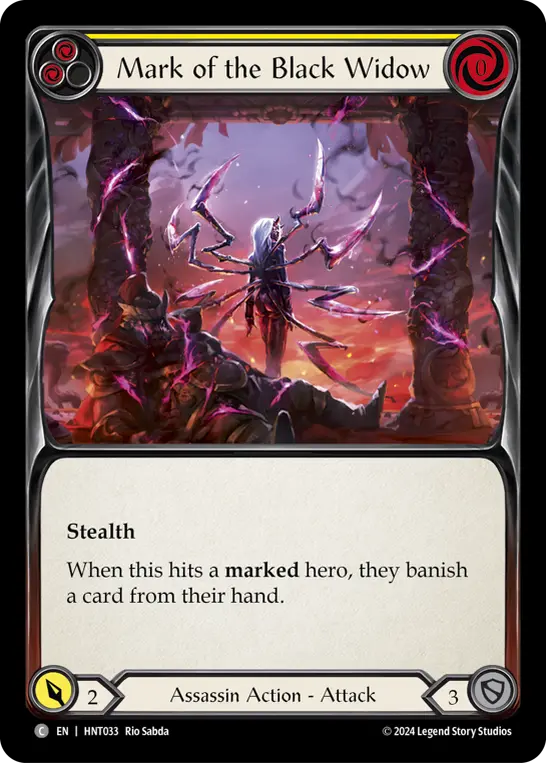 Mark of the Black Widow
0
Stealth
When this hits a marked hero, they banish
a card from their hand.
2
Assassin Action - Attack
3
C EN | HNT033 Rio Sabda
© 2024 Legend Story Studios